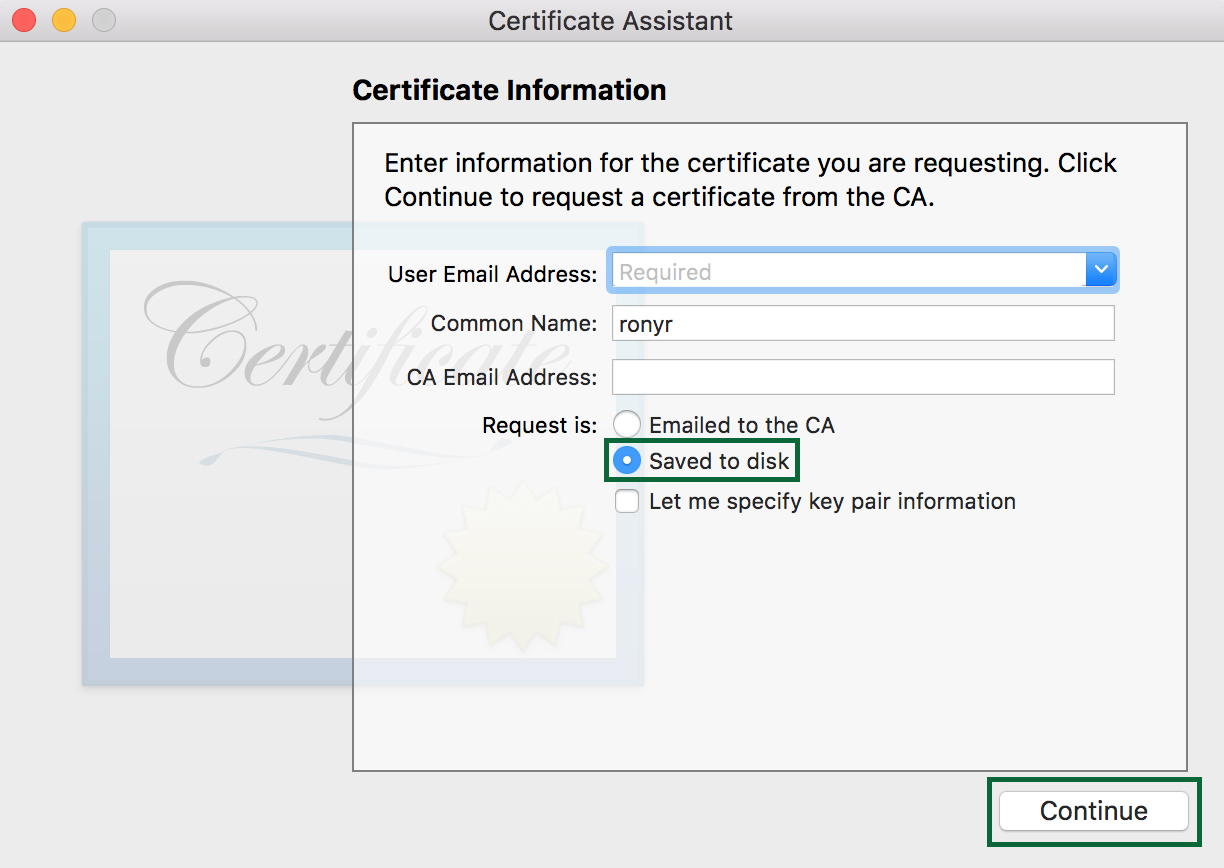 Certificate Assistant
Certificate Information
Enter information for the certificate you are requesting. Click
Continue to request a certificate from the CA.
User Email Address: Required
Common Name: ronyr
CA Email Address:
Request is: Emailed to the CA
Saved to disk
Let me specify key pair information
Certificate
Continue